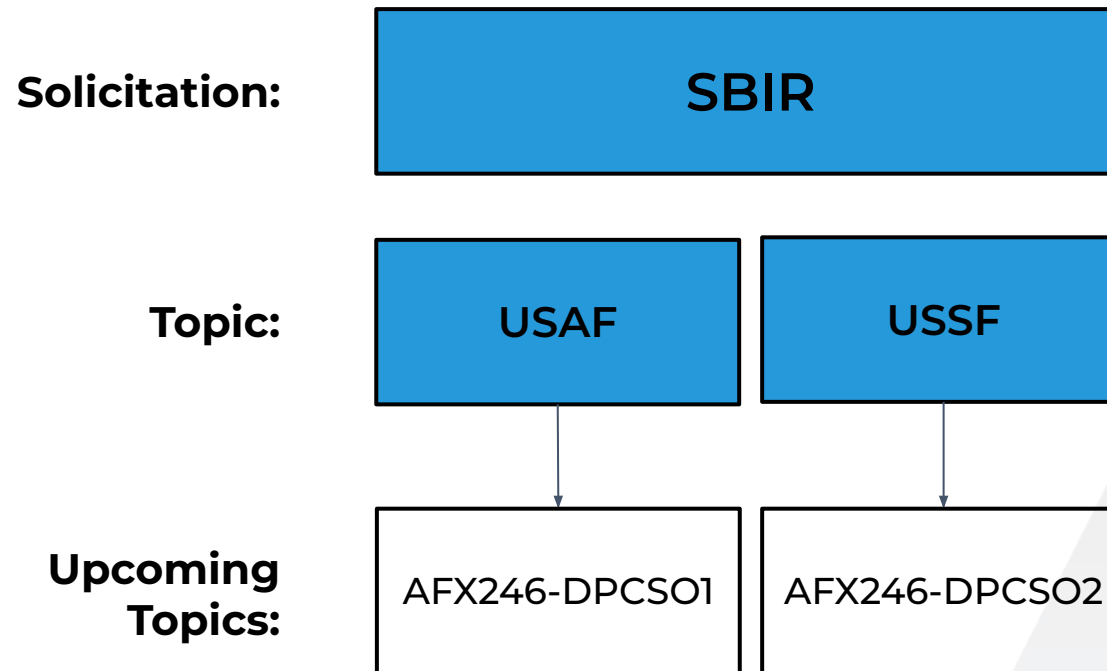 Solicitation:
SBIR
Topic:
USAF
USSF
Upcoming
Topics:
AFX246-DPCSO1
AFX246-DPCSO2